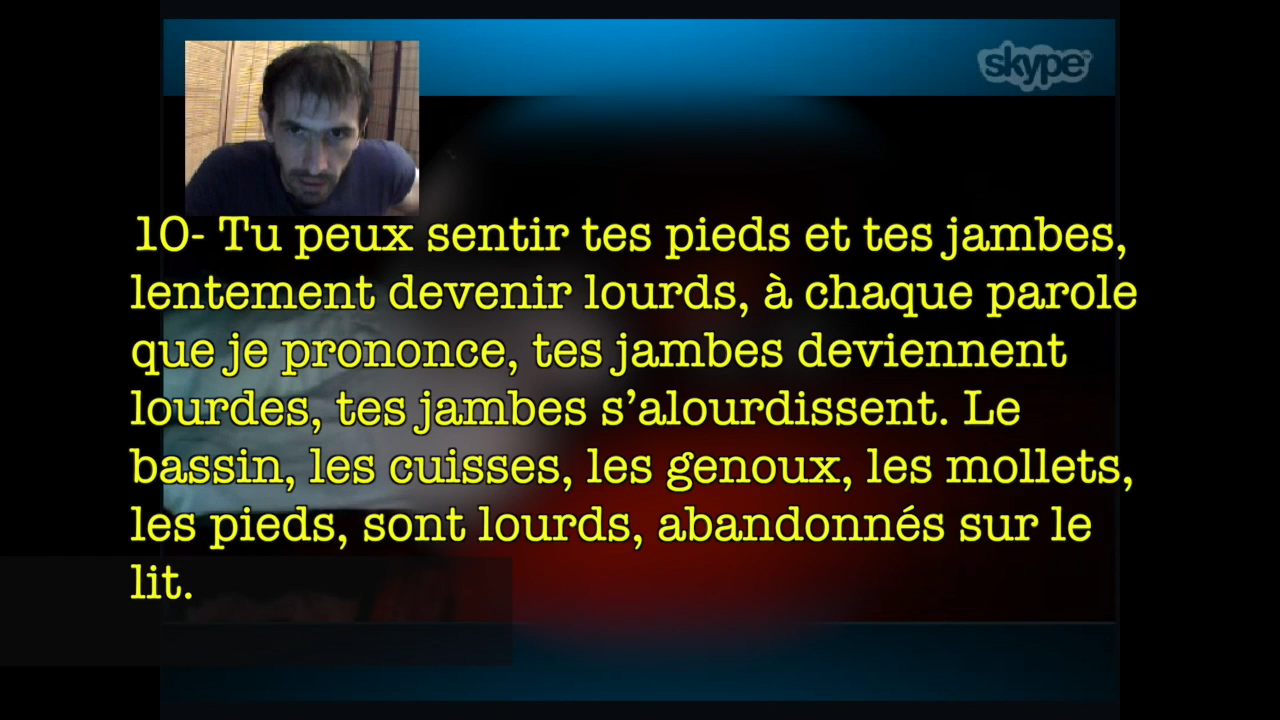 skype
10- Tu peux sentir tes pieds et tes jambes,
lentement devenir lourds, à chaque parole
que je prononce, tes jambes deviennent
lourdes, tes jambes s’alourdissent. Le
bassin, les cuisses, les genoux, les mollets,
les pieds, sont lourds, abandonnés sur le
lit.